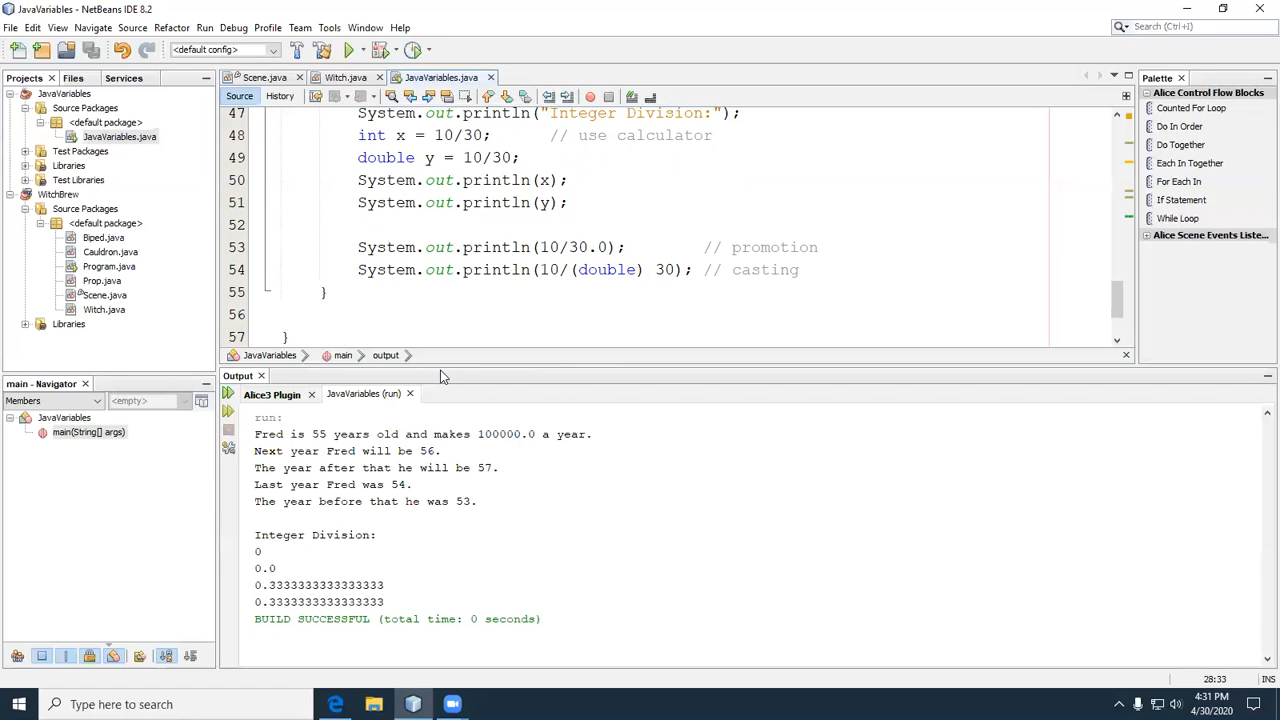 JavaVariables - NetBeans IDE 8.2
File Edit View Navigate Source Refactor Run Debug Profile Team Tools Window Help
Search (Ctrl+I)
<default config>
Projects Files Services
Scene.java Witch.java JavaVariables.java
Palette
Source History
JavaVariables
Source Packages
<default package>
JavaVariables.java
Test Packages
Libraries
Test Libraries
WitchBrew
Source Packages
<default package>
Biped.java
Cauldron.java
Program.java
Prop.java
Scene.java
Witch.java
Libraries
47 System.out.println("Integer Division:");
48 int x = 10/30; // use calculator
49 double y = 10/30;
50 System.out.println(x);
51 System.out.println(y);
52
53 System.out.println(10/30.0); // promotion
54 System.out.println(10/(double) 30); // casting
55 }
56
57 }
JavaVariables main output
Alice Control Flow Blocks
Counted For Loop
Do In Order
Do Together
Each In Together
For Each In
If Statement
While Loop
Alice Scene Events Liste...
main - Navigator
Members <empty>
JavaVariables
main(String[] args)
Output
Alice3 Plugin JavaVariables (run)
run:
Fred is 55 years old and makes 100000.0 a year.
Next year Fred will be 56.
The year after that he will be 57.
Last year Fred was 54.
The year before that he was 53.
Integer Division:
0
0.0
0.3333333333333333
0.3333333333333333
BUILD SUCCESSFUL (total time: 0 seconds)
28:33 INS
Type here to search
4:31 PM
4/30/2020